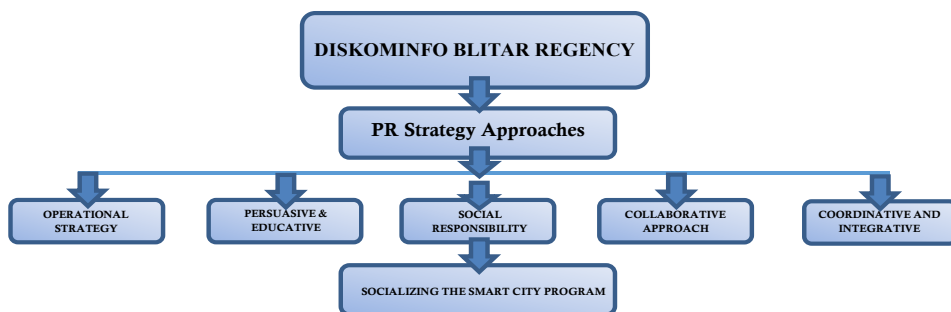 DISKOMINFO BLITAR REGENCY
PR Strategy Approaches
OPERATIONAL
STRATEGY
PERSUASIVE &
EDUCATIVE
SOCIAL
RESPONSIBILITY
COLLABORATIVE
APPROACH
COORDINATIVE AND
INTEGRATIVE
SOCIALIZING THE SMART CITY PROGRAM